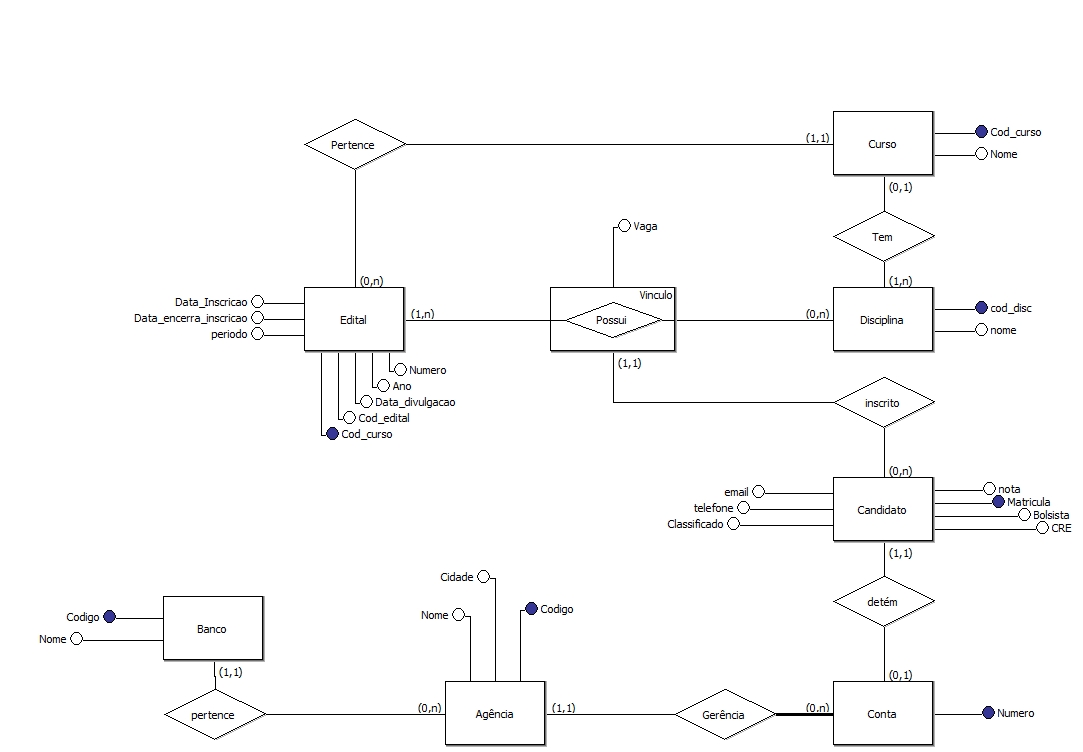 Pertence
(1,1)
Curso
Cod_curso
Nome
(0,1)
Tem
(1,n)
Vaga
(0,n)
Data_Inscricao
Data_encerra_inscricao
periodo
Edital
(1,n)
Vinculo
Possui
(0,n)
Disciplina
cod_disc
nome
(1,1)
Numero
Ano
Data_divulgacao
Cod_edital
Cod_curso
inscrito
(0,n)
email
telefone
Classificado
Candidato
nota
Matricula
Bolsista
CRE
(1,1)
detém
(0,1)
Cidade
Nome
Codigo
Codigo
Nome
Banco
(1,1)
pertence
(0,n)
Agência
(1,1)
Gerência
(0,n)
Conta
Numero